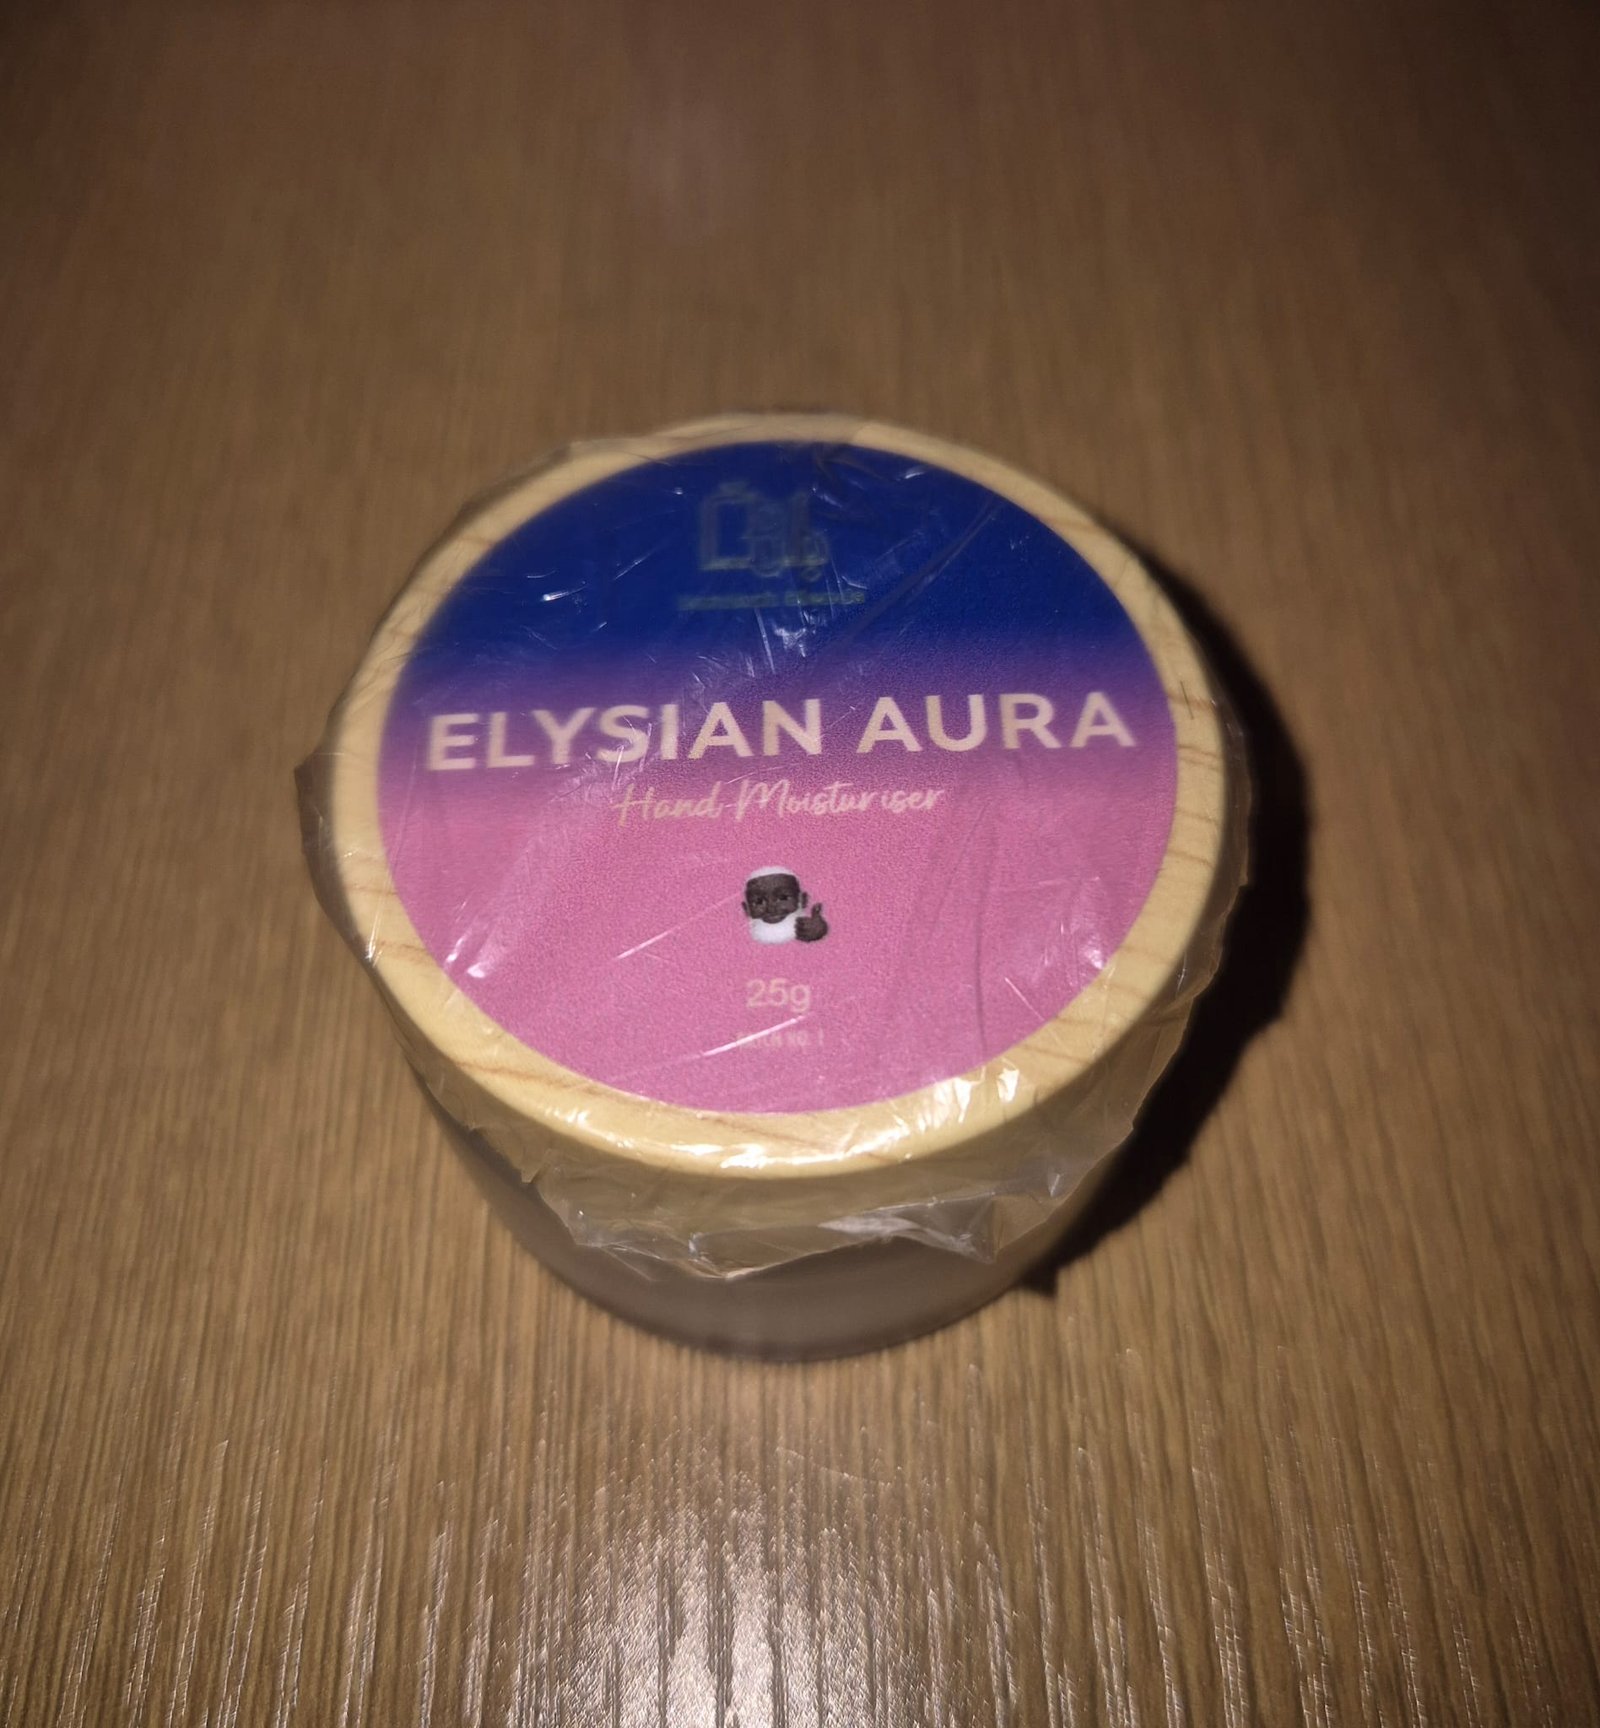 ELYSIAN AURA
Hand Moisturiser
25g